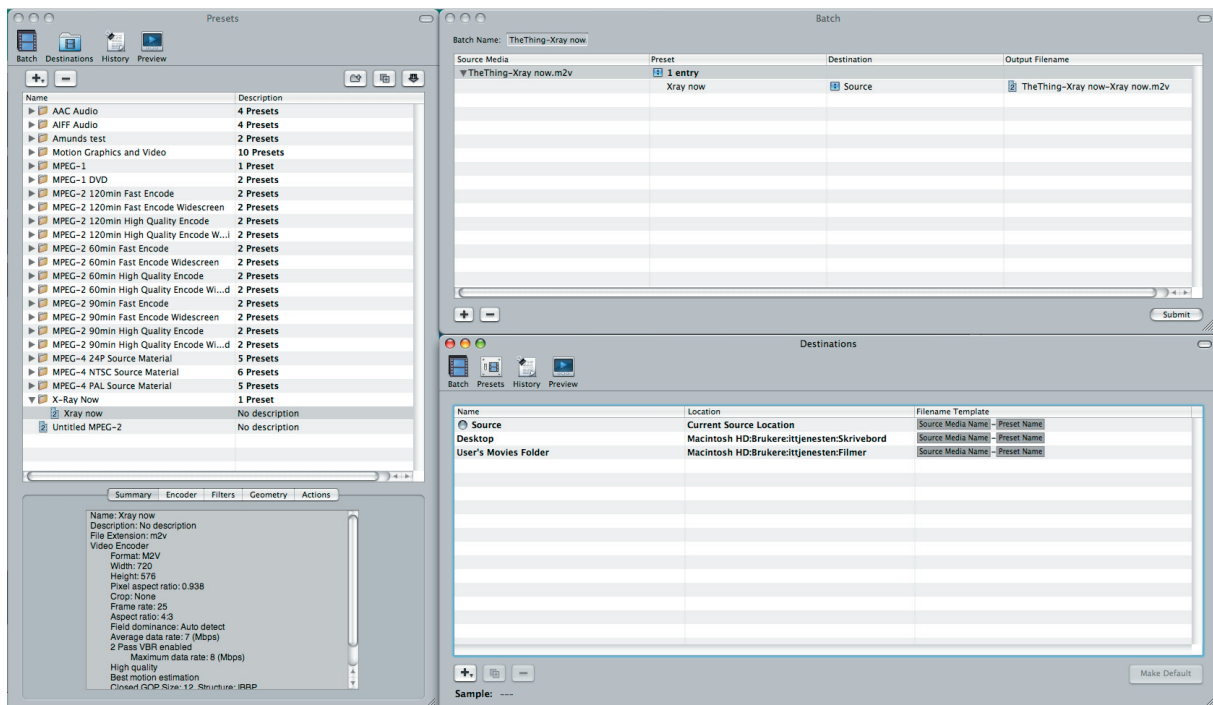 Presets
Batch Destinations History Preview
Name Description
AAC Audio 4 Presets
AIFF Audio 4 Presets
Amunds test 2 Presets
Motion Graphics and Video 10 Presets
MPEG-1 1 Preset
MPEG-1 DVD 2 Presets
MPEG-2 120min Fast Encode 2 Presets
MPEG-2 120min Fast Encode Widescreen 2 Presets
MPEG-2 120min High Quality Encode 2 Presets
MPEG-2 120min High Quality Encode W...i 2 Presets
MPEG-2 60min Fast Encode 2 Presets
MPEG-2 60min Fast Encode Widescreen 2 Presets
MPEG-2 60min High Quality Encode 2 Presets
MPEG-2 60min High Quality Encode Wi...d 2 Presets
MPEG-2 90min Fast Encode 2 Presets
MPEG-2 90min Fast Encode Widescreen 2 Presets
MPEG-2 90min High Quality Encode 2 Presets
MPEG-2 90min High Quality Encode Wi...d 2 Presets
MPEG-4 24P Source Material 5 Presets
MPEG-4 NTSC Source Material 6 Presets
MPEG-4 PAL Source Material 5 Presets
X-Ray Now 1 Preset
Xray now No description
Untitled MPEG-2 No description
Summary Encoder Filters Geometry Actions
Name: Xray now
Description: No description
File Extension: m2v
Video Encoder
Format: M2V
Width: 720
Height: 576
Pixel aspect ratio: 0.938
Crop: None
Frame rate: 25
Aspect ratio: 4:3
Field dominance: Auto detect
Average data rate: 7 (Mbps)
2 Pass VBR enabled
Maximum data rate: 8 (Mbps)
High quality
Best motion estimation
Closed GOP Size: 12, Structure: IBBP
Batch
Batch Name: TheThing-Xray now
Source Media Preset Destination Output Filename
TheThing-Xray now.m2v 1 entry
Xray now Source TheThing-Xray now-Xray now.m2v
Submit
Destinations
Batch Presets History Preview
Name Location Filename Template
Source Current Source Location Source Media Name - Preset Name
Desktop Macintosh HD:Brukere:ittjenesten:Skrivebord Source Media Name - Preset Name
User's Movies Folder Macintosh HD:Brukere:ittjenesten:Filmer Source Media Name - Preset Name
Make Default
Sample: ---